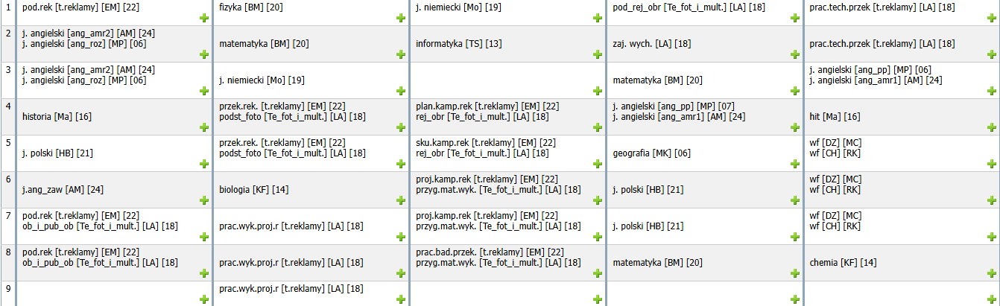 1
pod.rek [t.reklamy] [EM] [22]
fizyka [BM] [20]
j. niemiecki [Mo] [19]
pod_rej_obr [Te_fot_i_mult.] [LA] [18]
prac.tech.przek [t.reklamy] [LA] [18]
2
j. angielski [ang_amr2] [AM] [24]
j. angielski [ang_roz] [MP] [06]
matematyka [BM] [20]
informatyka [TS] [13]
zaj. wych. [LA] [18]
prac.tech.przek [t.reklamy] [LA] [18]
3
j. angielski [ang_amr2] [AM] [24]
j. angielski [ang_roz] [MP] [06]
j. niemiecki [Mo] [19]
matematyka [BM] [20]
j. angielski [ang_pp] [MP] [06]
j. angielski [ang_amr1] [AM] [24]
4
historia [Ma] [16]
przek.rek. [t.reklamy] [EM] [22]
podst_foto [Te_fot_i_mult.] [LA] [18]
plan.kamp.rek [t.reklamy] [EM] [22]
rej_obr [Te_fot_i_mult.] [LA] [18]
j. angielski [ang_pp] [MP] [07]
j. angielski [ang_amr1] [AM] [24]
hit [Ma] [16]
5
j. polski [HB] [21]
przek.rek. [t.reklamy] [EM] [22]
podst_foto [Te_fot_i_mult.] [LA] [18]
sku.kamp.rek [t.reklamy] [EM] [22]
rej_obr [Te_fot_i_mult.] [LA] [18]
geografia [MK] [06]
wf [DZ] [MC]
wf [CH] [RK]
6
j.ang_zaw [AM] [24]
biologia [KF] [14]
proj.kamp.rek [t.reklamy] [EM] [22]
przyg.mat.wyk. [Te_fot_i_mult.] [LA] [18]
j. polski [HB] [21]
wf [DZ] [MC]
wf [CH] [RK]
7
pod.rek [t.reklamy] [EM] [22]
ob_i_pub_ob [Te_fot_i_mult.] [LA] [18]
prac.wyk.proj.r [t.reklamy] [LA] [18]
proj.kamp.rek [t.reklamy] [EM] [22]
przyg.mat.wyk. [Te_fot_i_mult.] [LA] [18]
j. polski [HB] [21]
wf [DZ] [MC]
wf [CH] [RK]
8
pod.rek [t.reklamy] [EM] [22]
ob_i_pub_ob [Te_fot_i_mult.] [LA] [18]
prac.wyk.proj.r [t.reklamy] [LA] [18]
prac.bad.przek. [t.reklamy] [EM] [22]
przyg.mat.wyk. [Te_fot_i_mult.] [LA] [18]
matematyka [BM] [20]
chemia [KF] [14]
9
prac.wyk.proj.r [t.reklamy] [LA] [18]